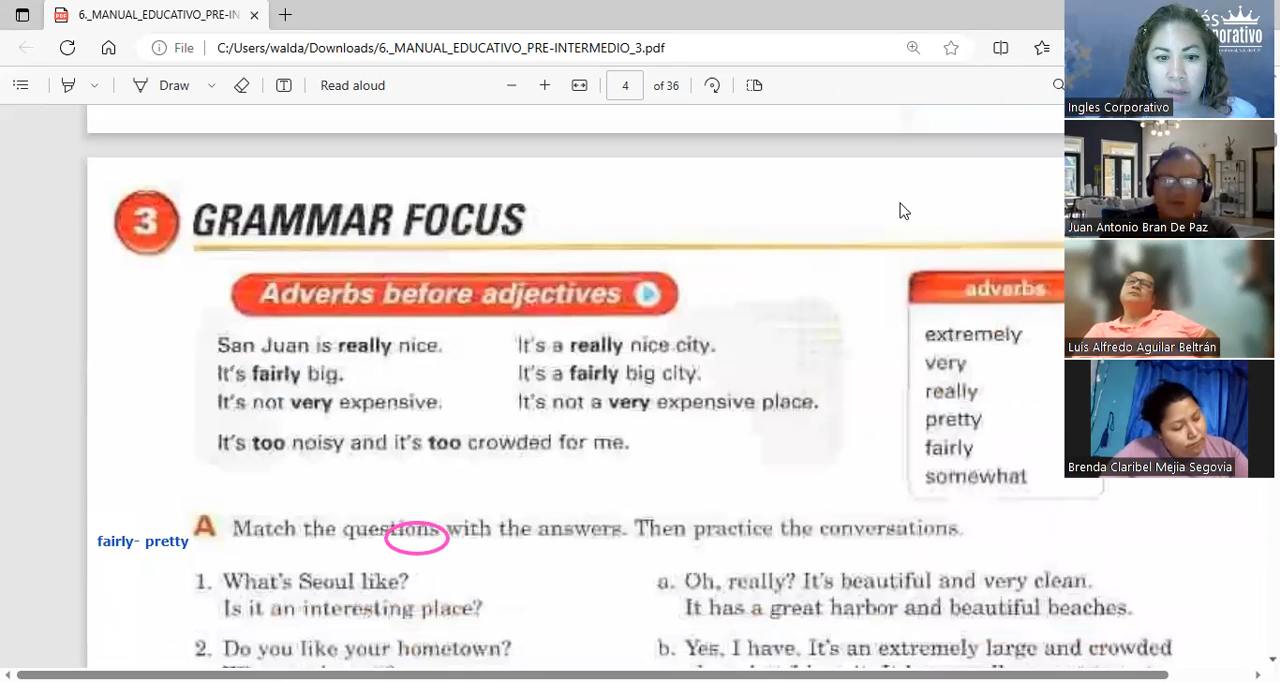 6._MANUAL_EDUCATIVO_PRE-IN
File
C:/Users/walda/Downloads/6._MANUAL_EDUCATIVO_PRE-INTERMEDIO_3.pdf
Draw
Read aloud
4 of 36
3 GRAMMAR FOCUS
Adverbs before adjectives
San Juan is really nice.
It's fairly big.
It's not very expensive.
It's a really nice city.
It's a fairly big city.
It's not a very expensive place.
It's too noisy and it's too crowded for me.
adverbs
extremely
very
really
pretty
fairly
somewhat
fairly- pretty
A Match the questions with the answers. Then practice the conversations.
1. What's Seoul like?
Is it an interesting place?
2. Do you like your hometown?
a. Oh, really? It's beautiful and very clean.
It has a great harbor and beautiful beaches.
b. Yes, I have. It's an extremely large and crowded
Ingles Corporativo
Juan Antonio Bran De Paz
Luis Alfredo Aguilar Beltrán
Brenda Claribel Mejia Segovia